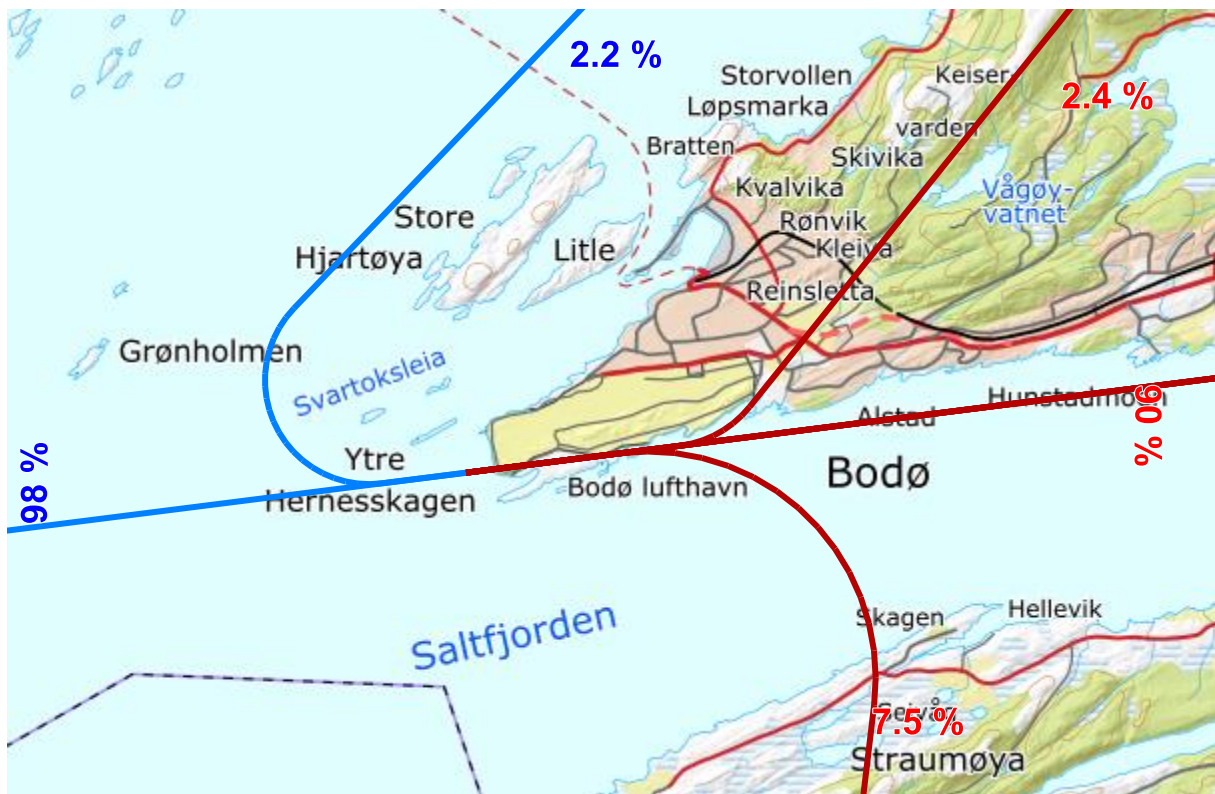 2.2 %
Storvollen
Keiser-
varden
2.4 %
Løpsmarka
Bratten
Skivika
Kvalvika
Vågøy-
vatnet
Store
Hjartøya
Litle
Rønvik
Kleiva
Reinsletta
Grønholmen
Svartoksleia
Hunstadmoen
Alstad
90 %
Ytre
Hernesskagen
98 %
Bodø lufthavn
Bodø
Saltfjorden
Skagen
Hellevik
Seivåg
7.5 %
Straumøya